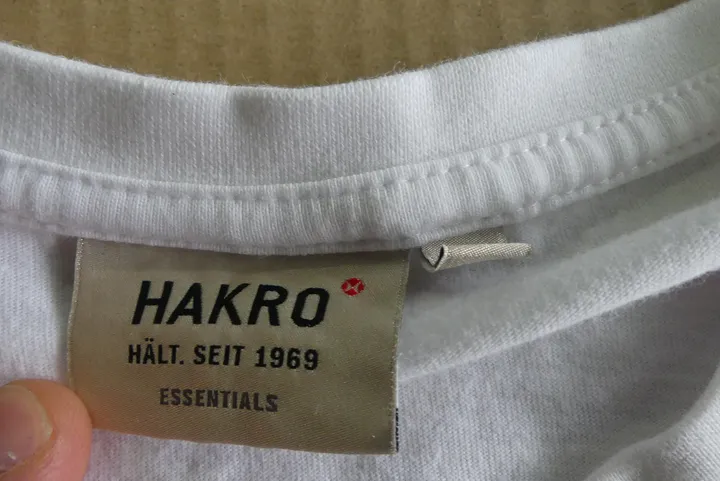 HAKRO
HÄLT. SEIT 1969
ESSENTIALS